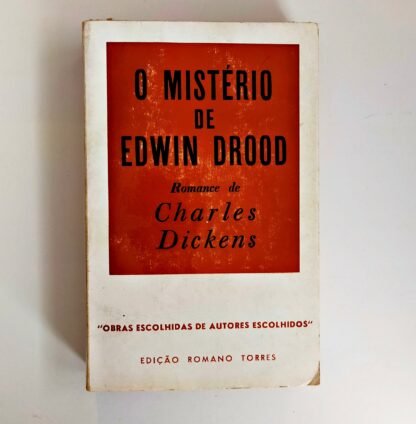 O MISTÉRIO
DE
EDWIN DROOD
Romance de
Charles
Dickens
"OBRAS ESCOLHIDAS DE AUTORES ESCOLHIDOS"
EDIÇÃO ROMANO TORRES